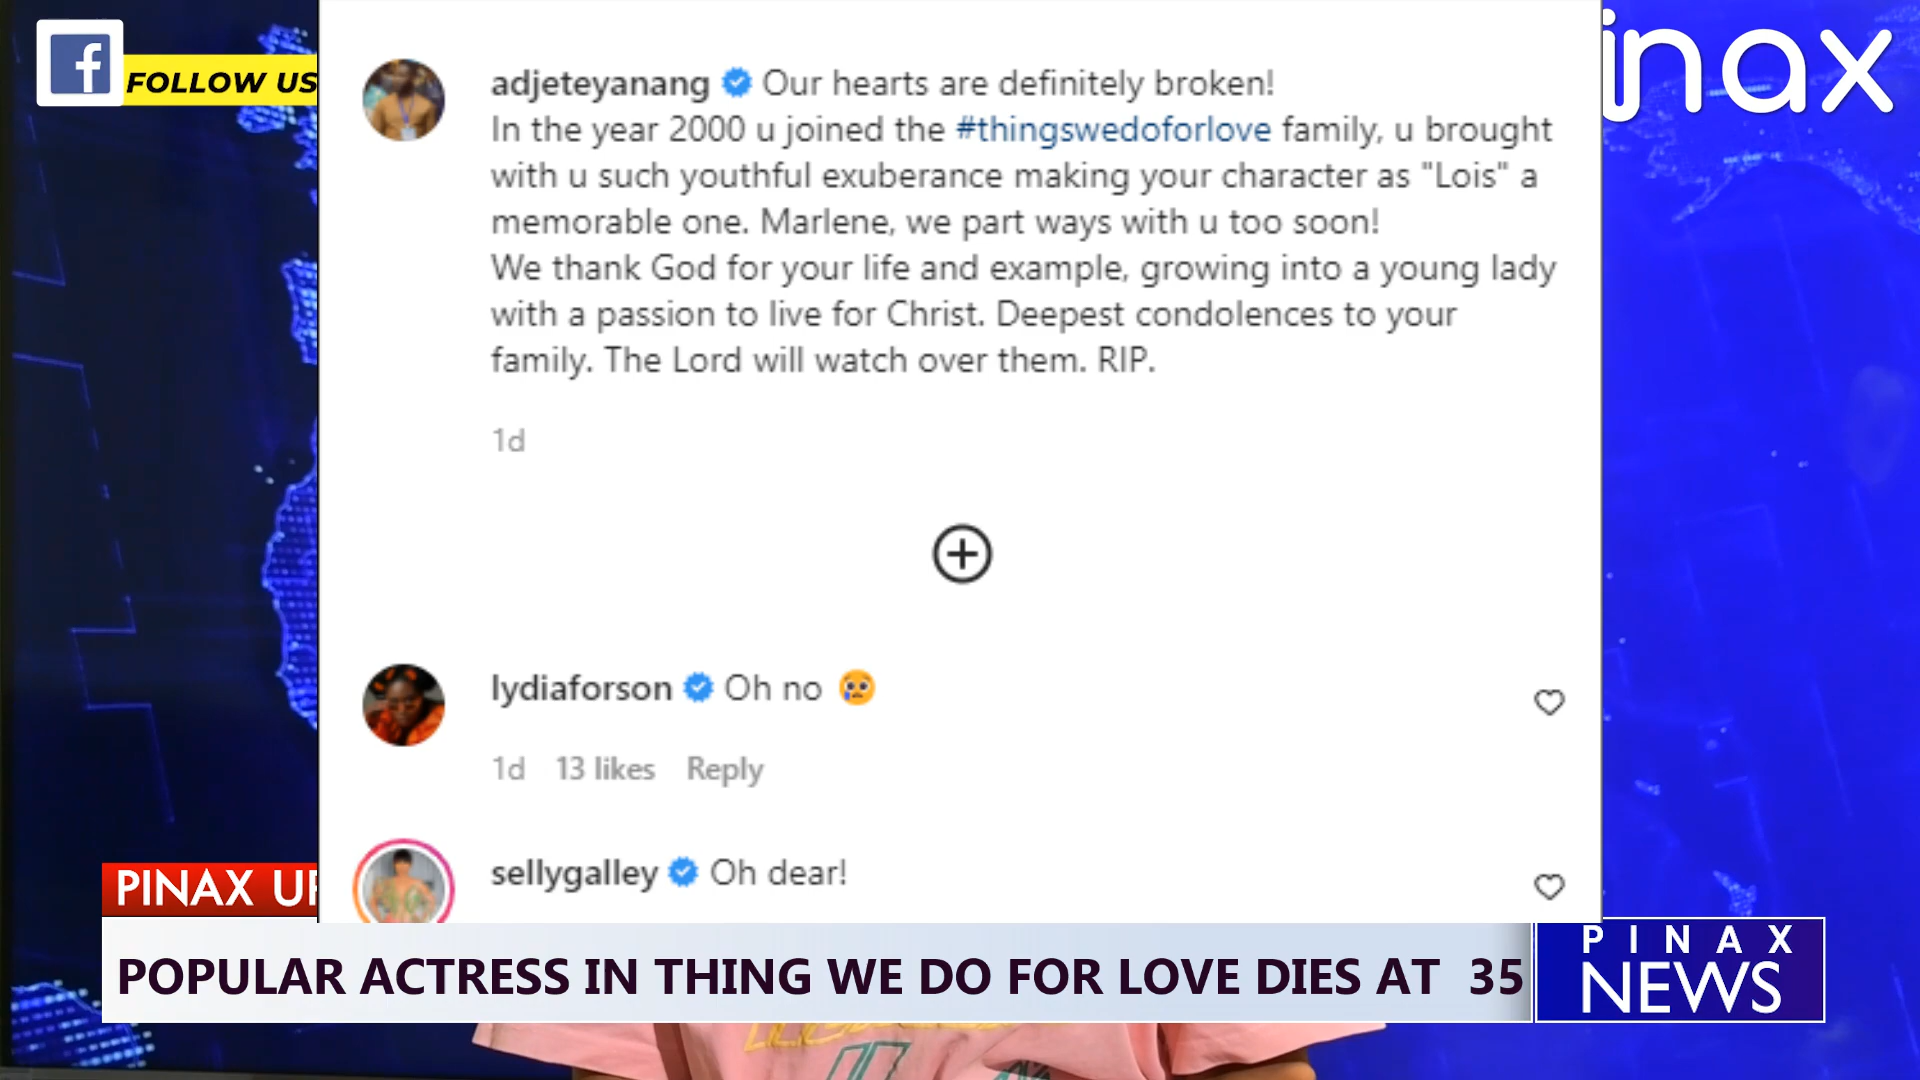 f FOLLOW US
inax
adjeteyanang Our hearts are definitely broken!
In the year 2000 u joined the #thingswedoforlove family, u brought
with u such youthful exuberance making your character as "Lois" a
memorable one. Marlene, we part ways with u too soon!
We thank God for your life and example, growing into a young lady
with a passion to live for Christ. Deepest condolences to your
family. The Lord will watch over them. RIP.
1d
lydiaforson Oh no 😢
1d 13 likes Reply
sellygalley Oh dear!
PINAX UP
POPULAR ACTRESS IN THING WE DO FOR LOVE DIES AT 35
PINAX
NEWS